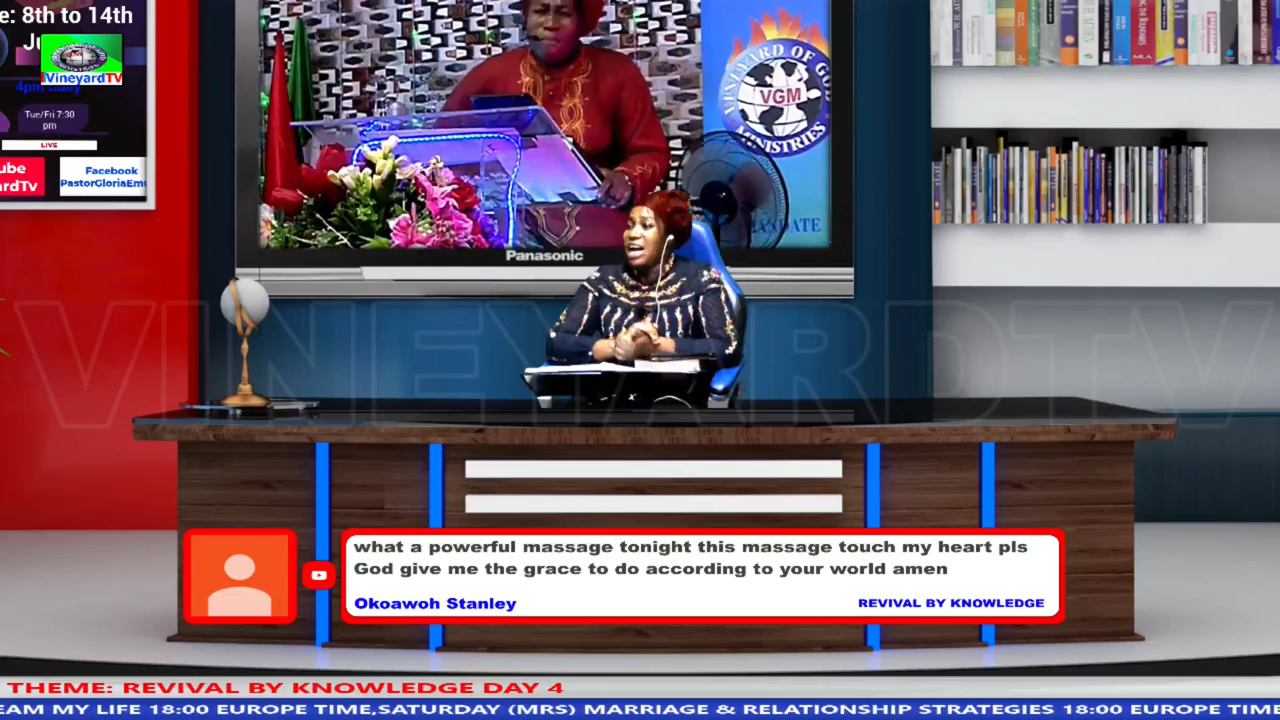 e: 8th to 14th
Ju
VineyardTV
4pm Daily
Tue/Fri 7:30
pm
LIVE
ube
ardTv
Facebook
PastorGloriaEmu
VINEYARD OF GOD
VGM
MINISTRIES
Panasonic
VINEYARDTV
what a powerful massage tonight this massage touch my heart pls
God give me the grace to do according to your world amen
Okoawoh Stanley
REVIVAL BY KNOWLEDGE
THEME: REVIVAL BY KNOWLEDGE DAY 4
EAM MY LIFE 18:00 EUROPE TIME,SATURDAY (MRS) MARRIAGE & RELATIONSHIP STRATEGIES 18:00 EUROPE TIME